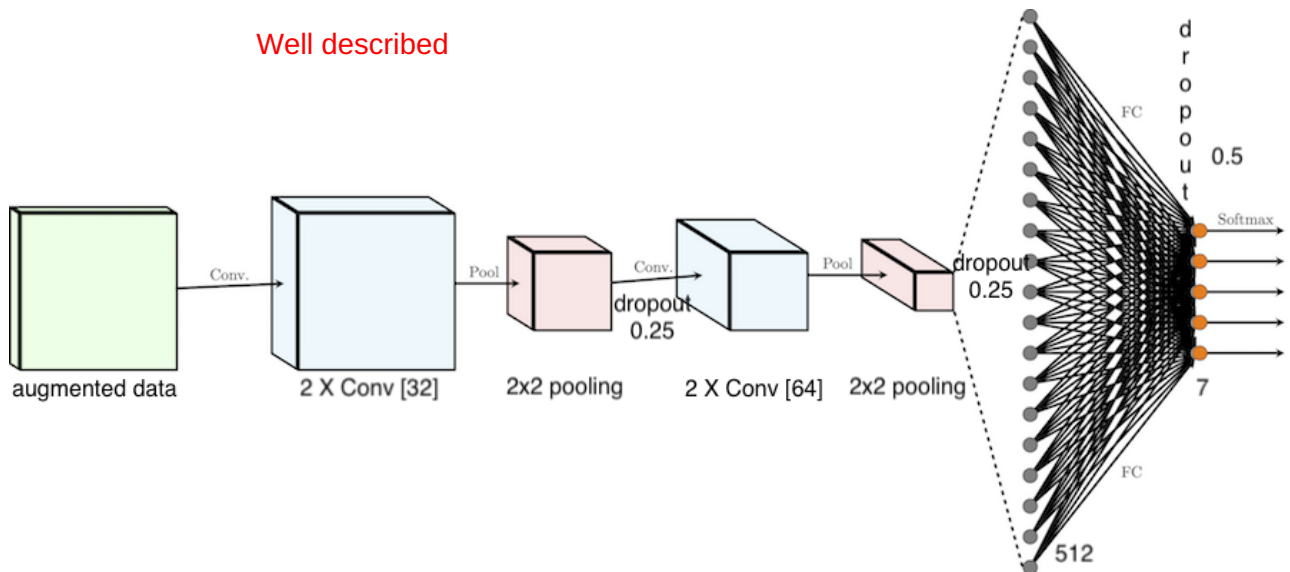 Well described
d
r
o
p
o
u
t
0.5
FC
Softmax
Conv.
Pool
Conv.
Pool
dropout
0.25
dropout
0.25
augmented data
2 X Conv [32]
2x2 pooling
2 X Conv [64]
2x2 pooling
7
FC
512